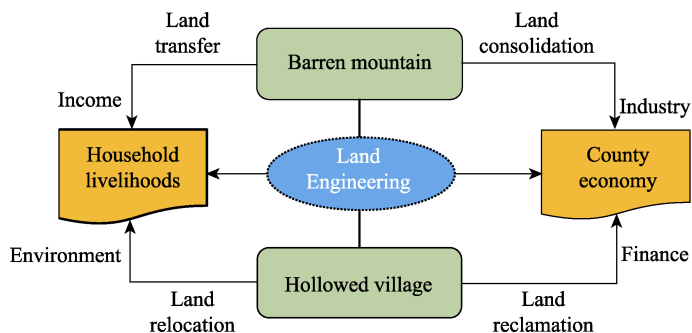 Land
transfer
Barren mountain
Land
consolidation
Income
Industry
Household
livelihoods
Land
Engineering
County
economy
Environment
Finance
Hollowed village
Land
relocation
Land
reclamation